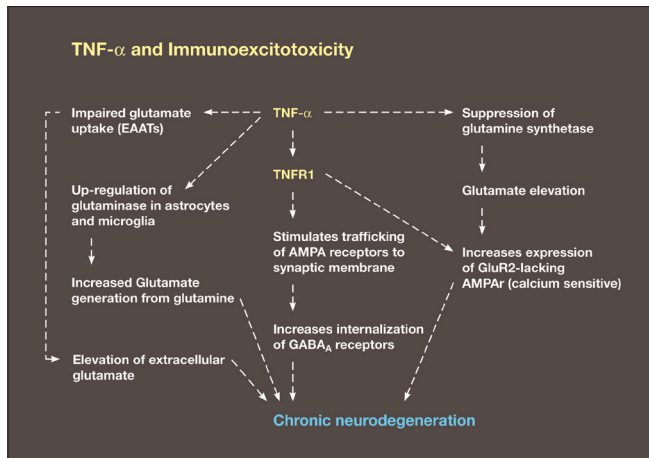 TNF-α and Immunoexcitotoxicity
Impaired glutamate
uptake (EAATs)
TNF-α
Suppression of
glutamine synthetase
TNFR1
Up-regulation of
glutaminase in astrocytes
and microglia
Glutamate elevation
Stimulates trafficking
of AMPA receptors to
synaptic membrane
Increases expression
of GluR2-lacking
AMPAr (calcium sensitive)
Increased Glutamate
generation from glutamine
Increases internalization
of GABAA receptors
Elevation of extracellular
glutamate
Chronic neurodegeneration